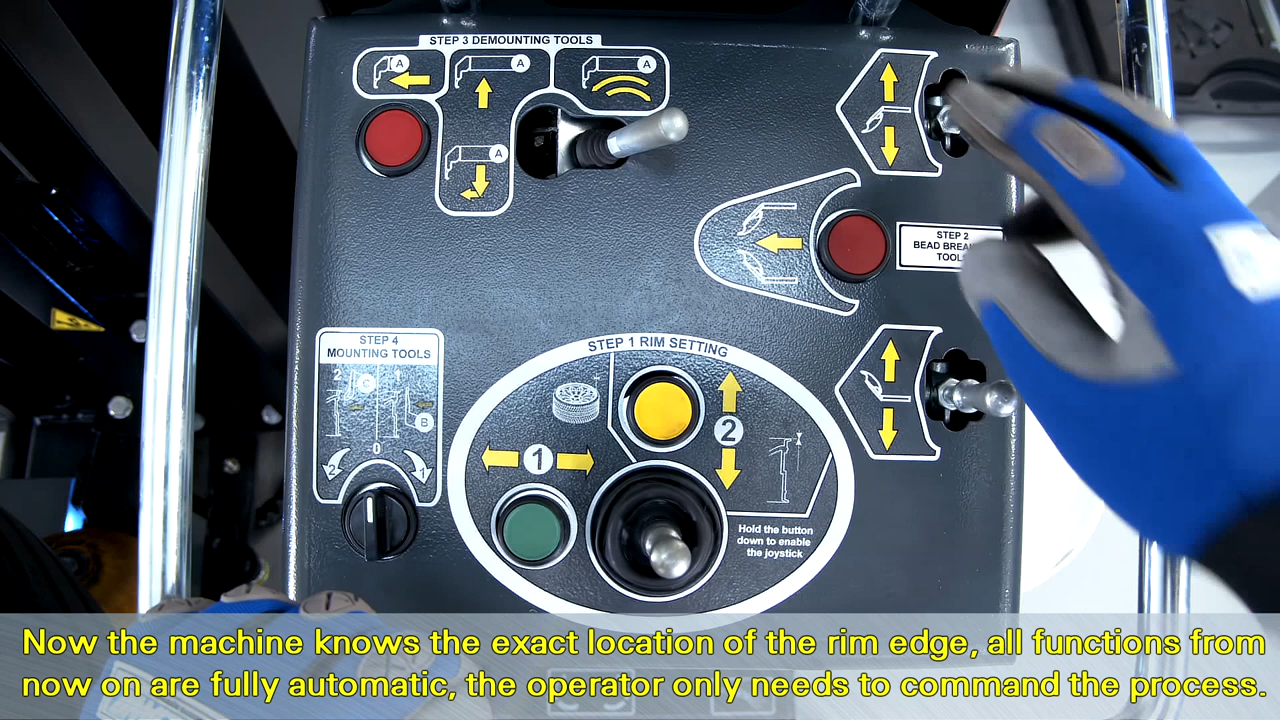 STEP 3 DEMOUNTING TOOLS
A
A
A
A
STEP 2
TOOL
STEP 4
MOUNTING TOOLS
2 C 1
B
0
2 1
STEP 1 RIM SETTING
1
2
Hold the button
down to enable
the joystick
Now the machine knows the exact location of the rim edge, all functions from
now on are fully automatic, the operator only needs to command the process.